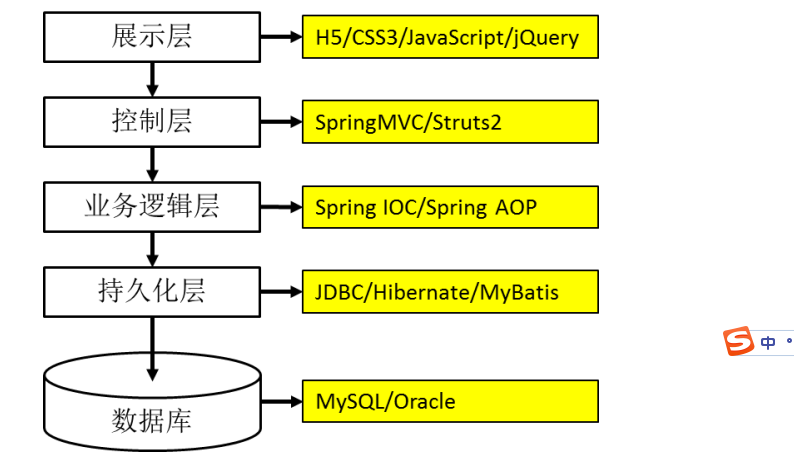 展示层
H5/CSS3/JavaScript/jQuery
控制层
SpringMVC/Struts2
业务逻辑层
Spring IOC/Spring AOP
持久化层
JDBC/Hibernate/MyBatis
数据库
MySQL/Oracle
S 中 °